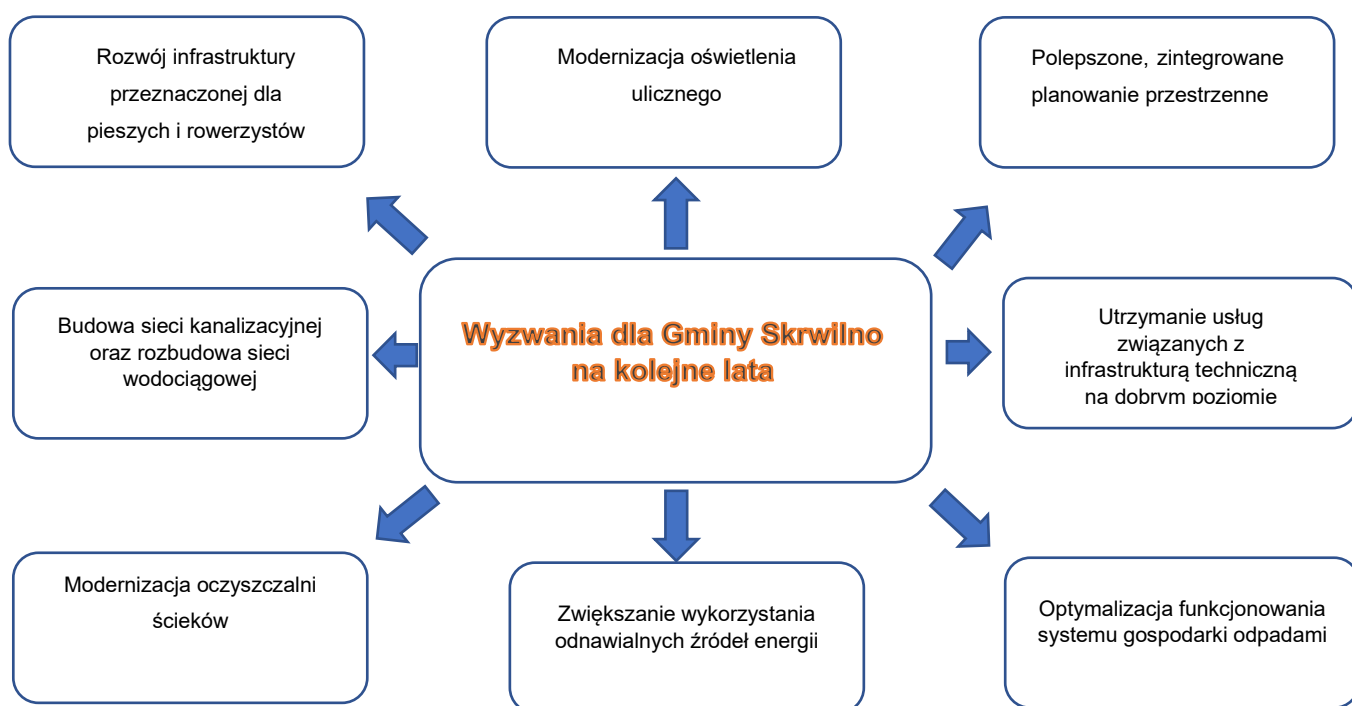 Rozwój infrastruktury
przeznaczonej dla
pieszych i rowerzystów
Modernizacja oświetlenia
ulicznego
Polepszone, zintegrowane
planowanie przestrzenne
Budowa sieci kanalizacyjnej
oraz rozbudowa sieci
wodociągowej
Wyzwania dla Gminy Skrwilno
na kolejne lata
Utrzymanie usług
związanych z
infrastrukturą techniczną
na dobrym poziomie
Modernizacja oczyszczalni
ścieków
Zwiększanie wykorzystania
odnawialnych źródeł energii
Optymalizacja funkcjonowania
systemu gospodarki odpadami